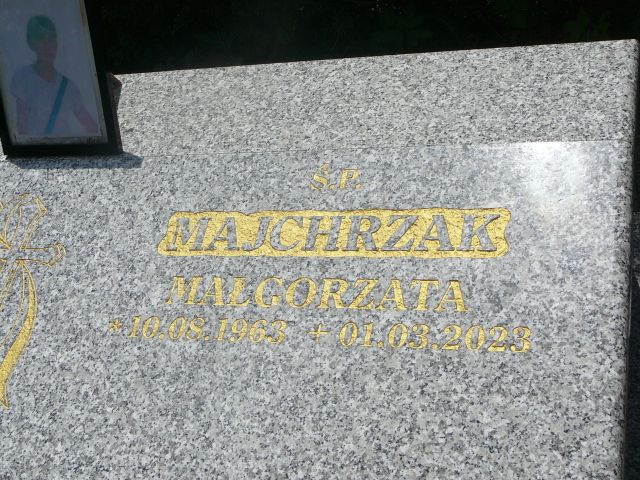 Ś.P.
MAJCHRZAK
MAŁGORZATA
*10.08.1963 + 01.03.2023